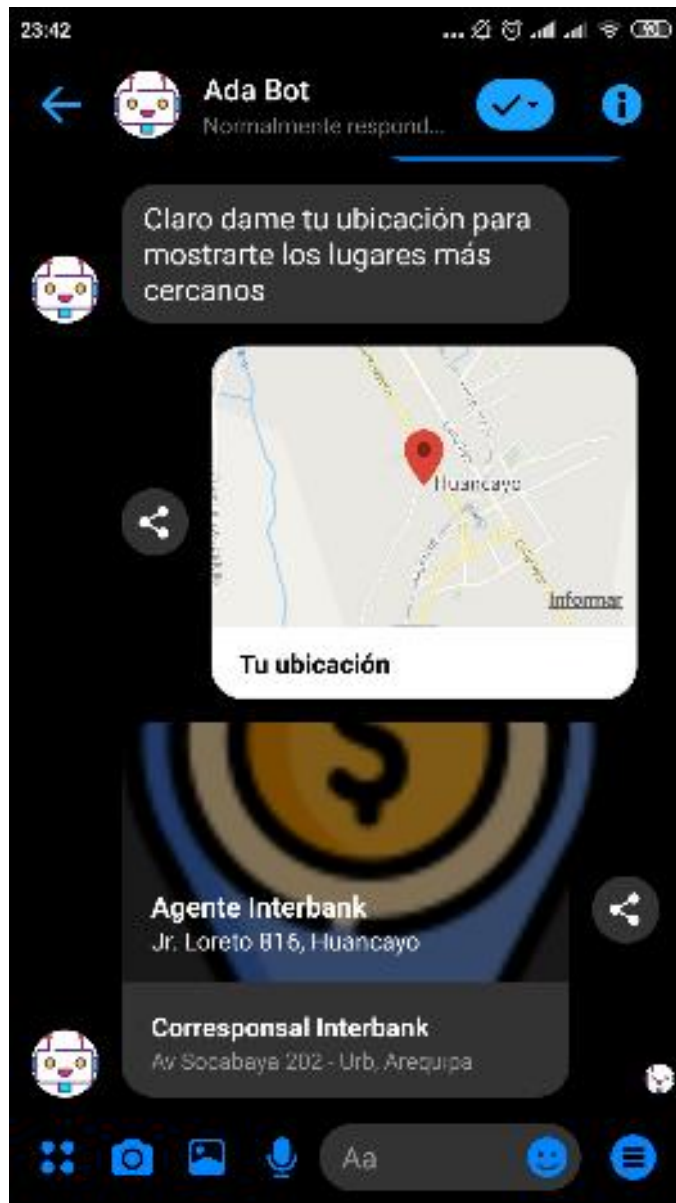 23:42
Ada Bot
Normalmente respond...
Claro dame tu ubicación para
mostrarte los lugares más
cercanos
Huancayo
Informar
Tu ubicación
$
Agente Interbank
Jr. Loreto 816, Huancayo
Corresponsal Interbank
Av Socabaya 202 - Urb, Arequipa
Aa